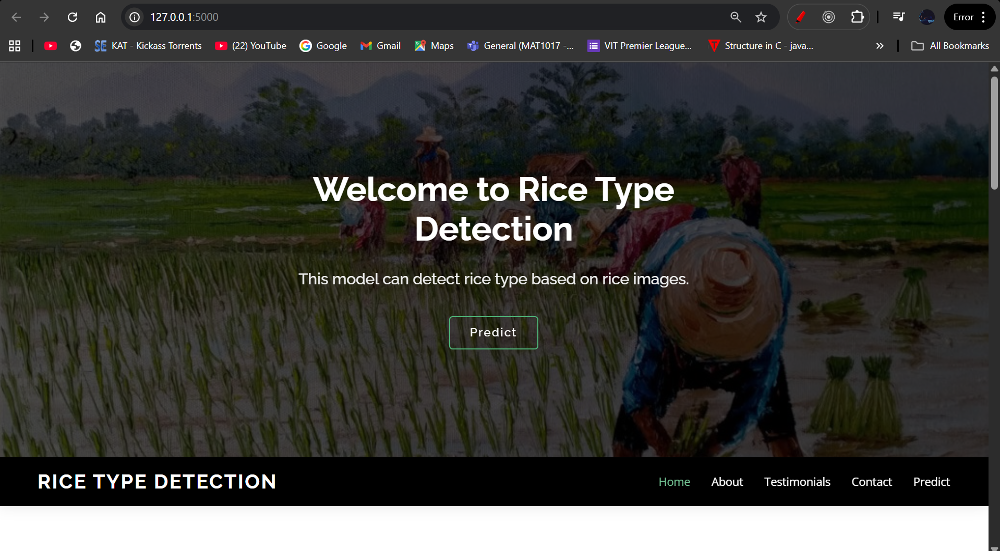 127.0.0.1:5000
Error
KAT - Kickass Torrents
(22) YouTube
Google
Gmail
Maps
General (MAT1017 -...
VIT Premier League...
Structure in C - java...
All Bookmarks
Welcome to Rice Type
Detection
This model can detect rice type based on rice images.
Predict
RICE TYPE DETECTION
Home
About
Testimonials
Contact
Predict